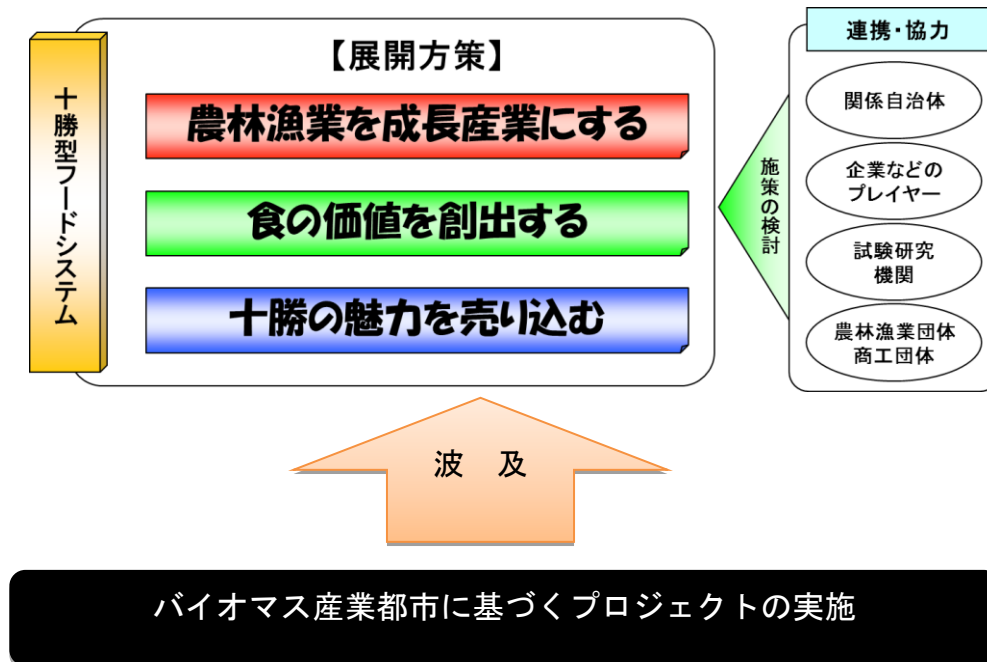 十勝型フードシステム
【展開方策】
農林漁業を成長産業にする
食の価値を創出する
十勝の魅力を売り込む
施策の検討
連携・協力
関係自治体
企業などの
プレイヤー
試験研究
機関
農林漁業団体
商工団体
波 及
バイオマス産業都市に基づくプロジェクトの実施